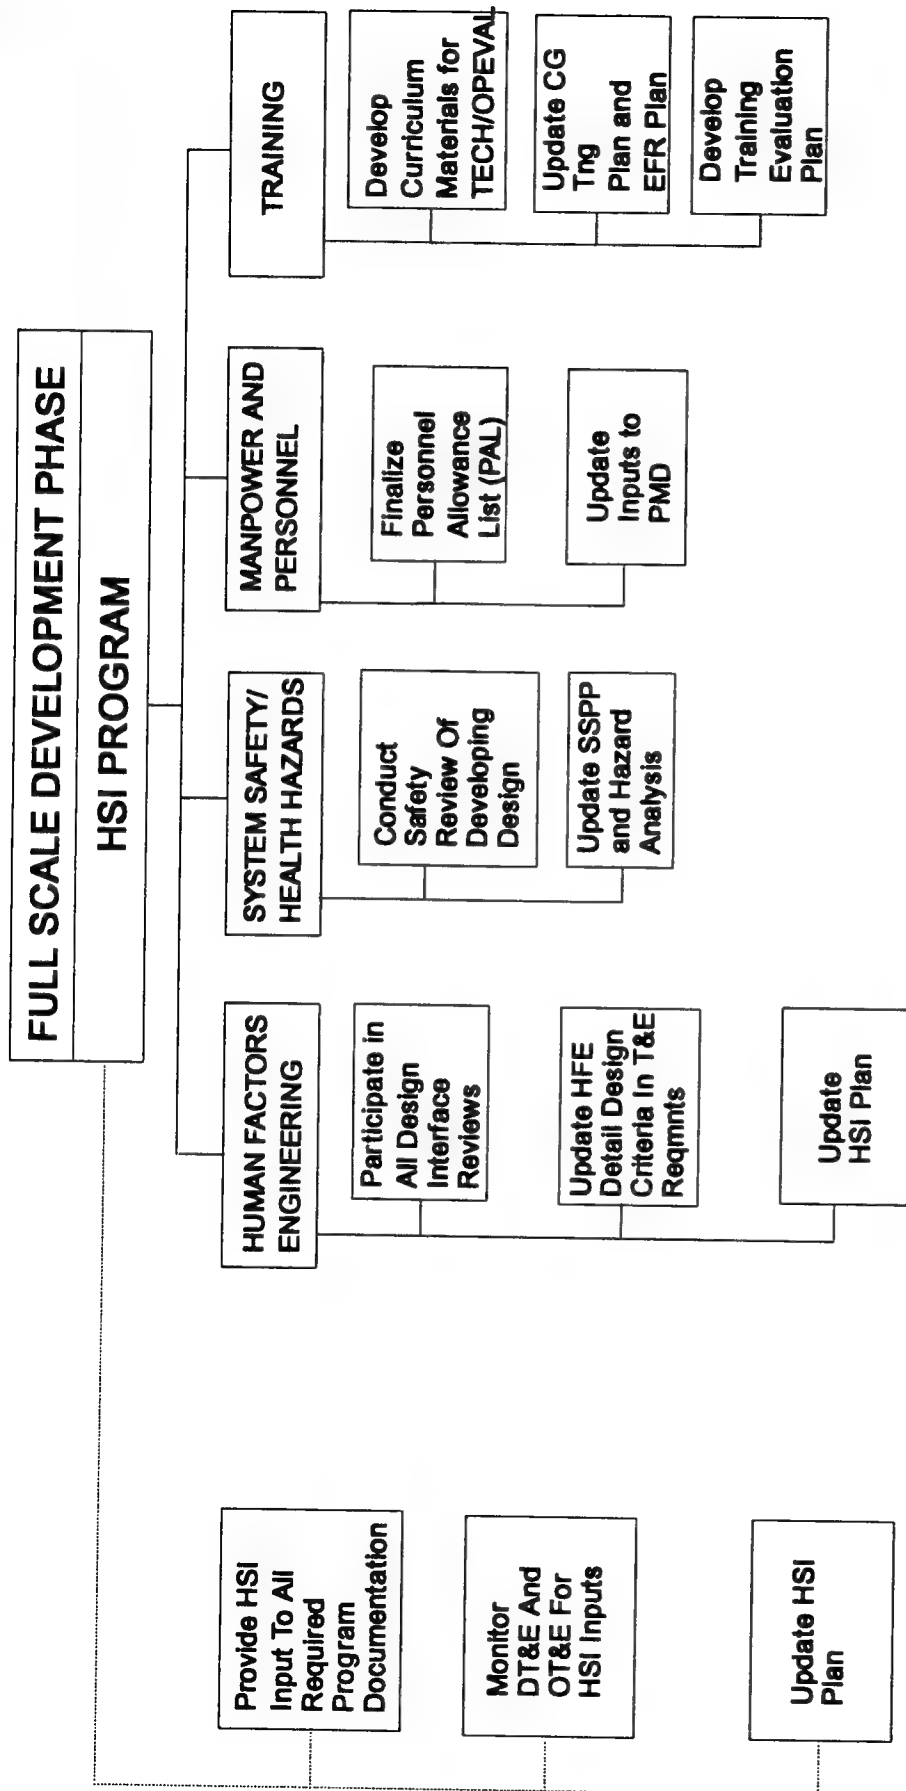 FULL SCALE DEVELOPMENT PHASE
HSI PROGRAM
Provide HSI
Input To All
Required
Program
Documentation
Monitor
DT&E And
OT&E For
HSI Inputs
Update HSI
Plan
HUMAN FACTORS
ENGINEERING
Participate in
All Design
Interface
Reviews
Update HFE
Detail Design
Criteria In T&E
Reqmnts
Update
HSI Plan
SYSTEM SAFETY/
HEALTH HAZARDS
Conduct
Safety
Review Of
Developing
Design
Update SSPP
and Hazard
Analysis
MANPOWER AND
PERSONNEL
Finalize
Personnel
Allowance
List (PAL)
Update
Inputs to
PMD
TRAINING
Develop
Curriculum
Materials for
TECH/OPEVAL
Update CG
Tng
Plan and
EFR Plan
Develop
Training
Evaluation
Plan